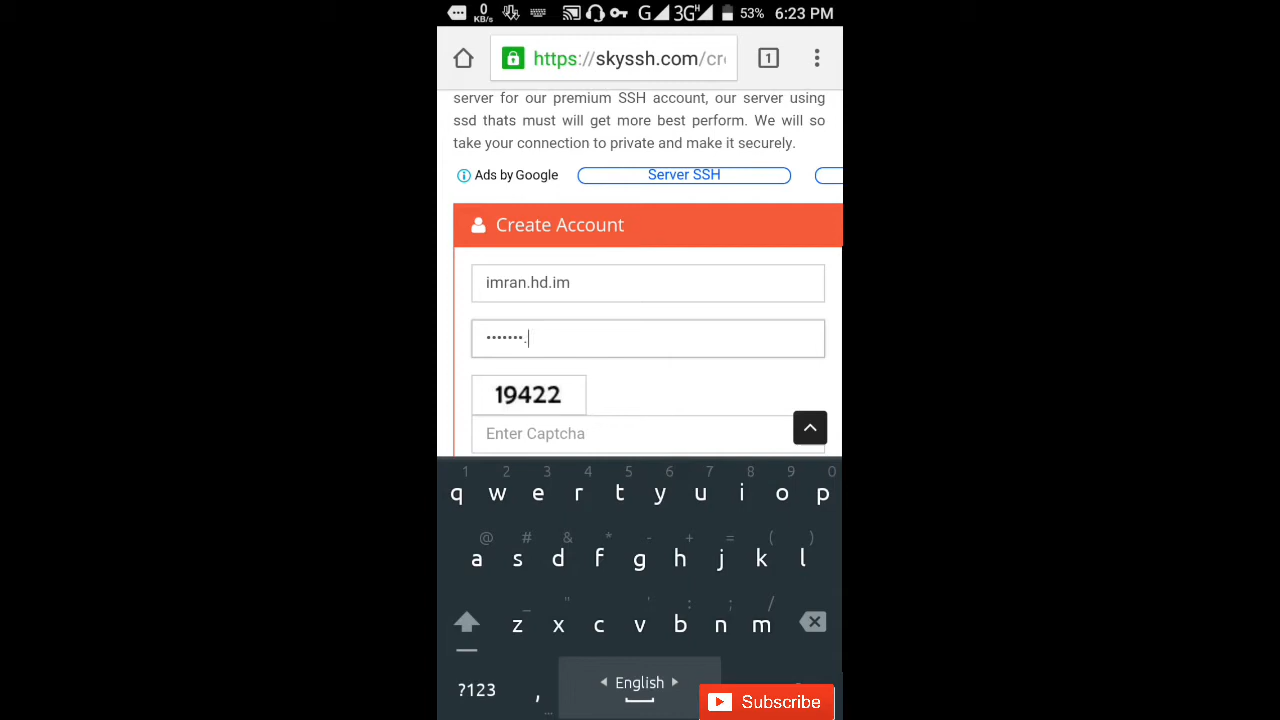 0
KB/s
G 3G H 53% 6:23 PM
https://skyssh.com/cr
1
server for our premium SSH account, our server using
ssd thats must will get more best perform. We will so
take your connection to private and make it securely.
Ads by Google Server SSH
Create Account
imran.hd.im
•••••••.
19422
Enter Captcha
1 2 3 4 5 6 7 8 9 0
q w e r t y u i o p
@ # & * - + = ( )
a s d f g h j k l
_ " ' : ; /
z x c v b n m
?123 , English
...
Subscribe